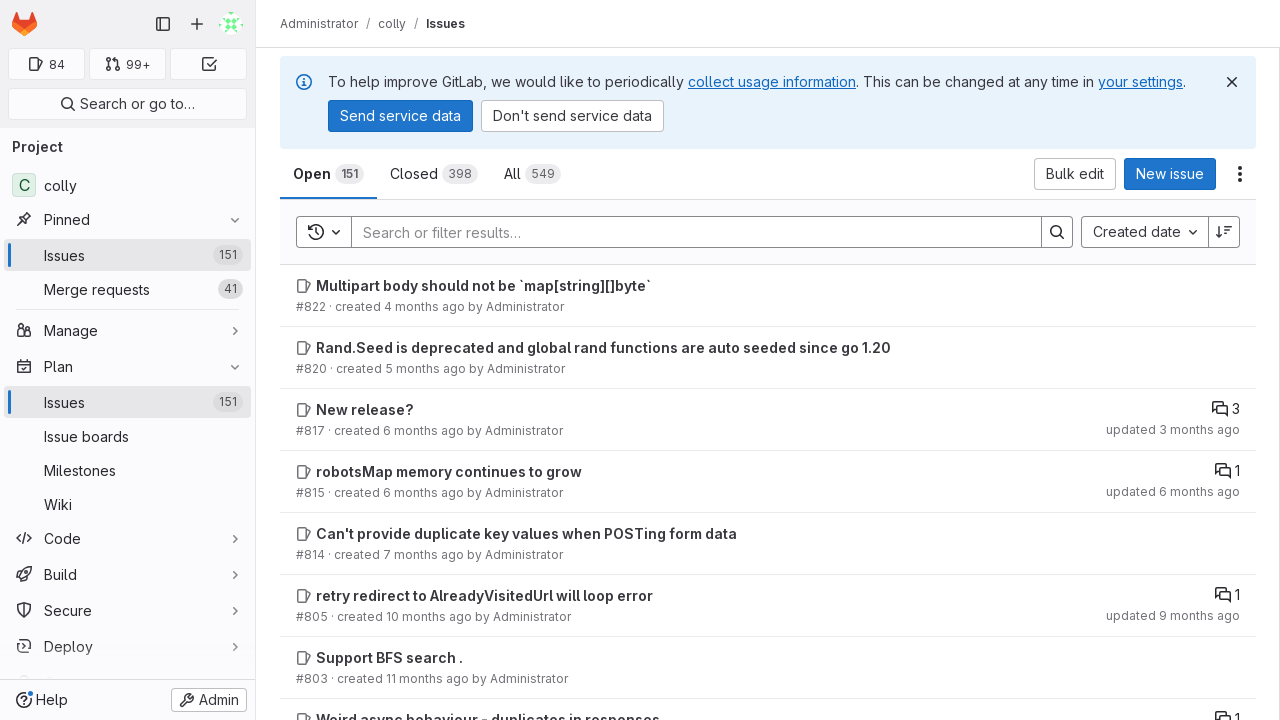 Administrator / colly / Issues
84
99+
Search or go to…
Project
C colly
Pinned
Issues 151
Merge requests 41
Manage
Plan
Issues 151
Issue boards
Milestones
Wiki
Code
Build
Secure
Deploy
Help
Admin
To help improve GitLab, we would like to periodically collect usage information. This can be changed at any time in your settings.
Send service data
Don't send service data
Open 151
Closed 398
All 549
Bulk edit
New issue
Search or filter results…
Created date
Multipart body should not be `map[string][]byte`
#822 · created 4 months ago by Administrator
Rand.Seed is deprecated and global rand functions are auto seeded since go 1.20
#820 · created 5 months ago by Administrator
New release?
3
#817 · created 6 months ago by Administrator
updated 3 months ago
robotsMap memory continues to grow
1
#815 · created 6 months ago by Administrator
updated 6 months ago
Can't provide duplicate key values when POSTing form data
#814 · created 7 months ago by Administrator
retry redirect to AlreadyVisitedUrl will loop error
1
#805 · created 10 months ago by Administrator
updated 9 months ago
Support BFS search .
#803 · created 11 months ago by Administrator
Weird async behaviour - duplicates in responses
1